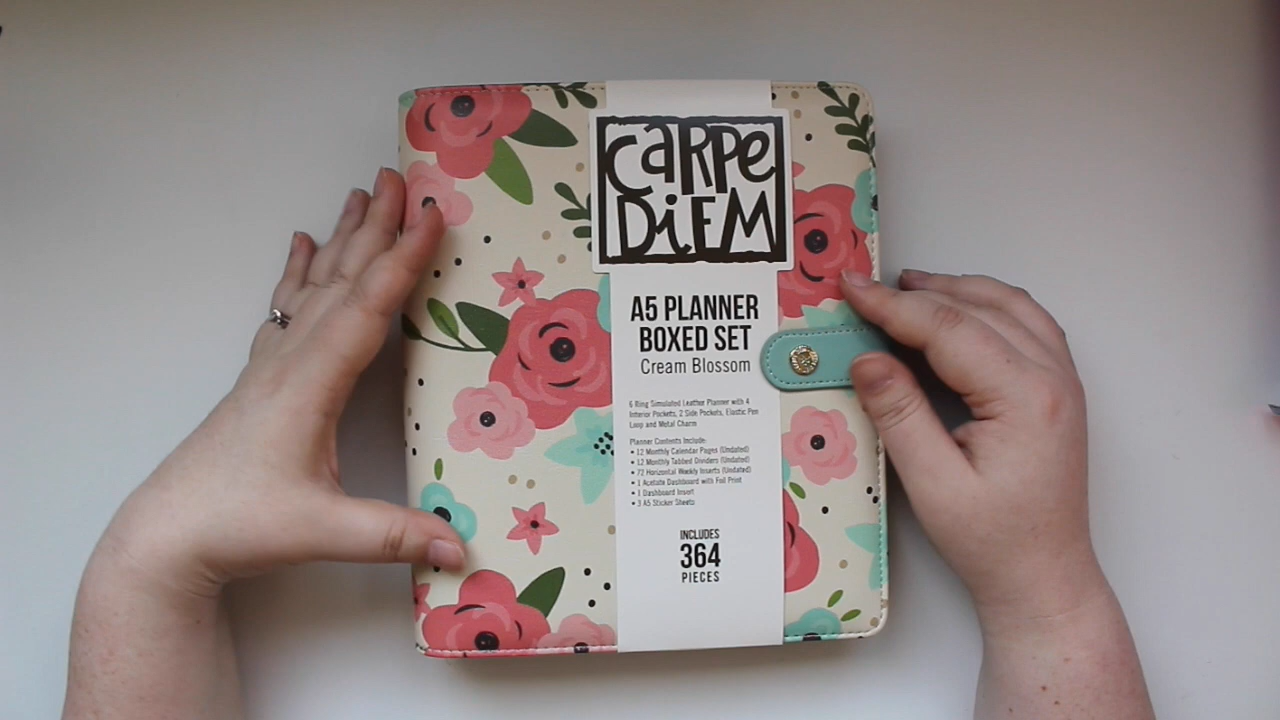 CARPE
DIEM
A5 PLANNER
BOXED SET
Cream Blossom
6 Ring Simulated Leather Planner with 4
Interior Pockets, 2 Side Pockets, Elastic Pen
Loop and Metal Charm
Planner Contents Include:
• 12 Monthly Calendar Pages (Undated)
• 12 Monthly Tabbed Dividers (Undated)
• 72 Horizontal Weekly Inserts (Undated)
• 1 Acetate Dashboard with Foil Print
• 1 Dashboard Insert
• 3 A5 Sticker Sheets
INCLUDES
364
PIECES